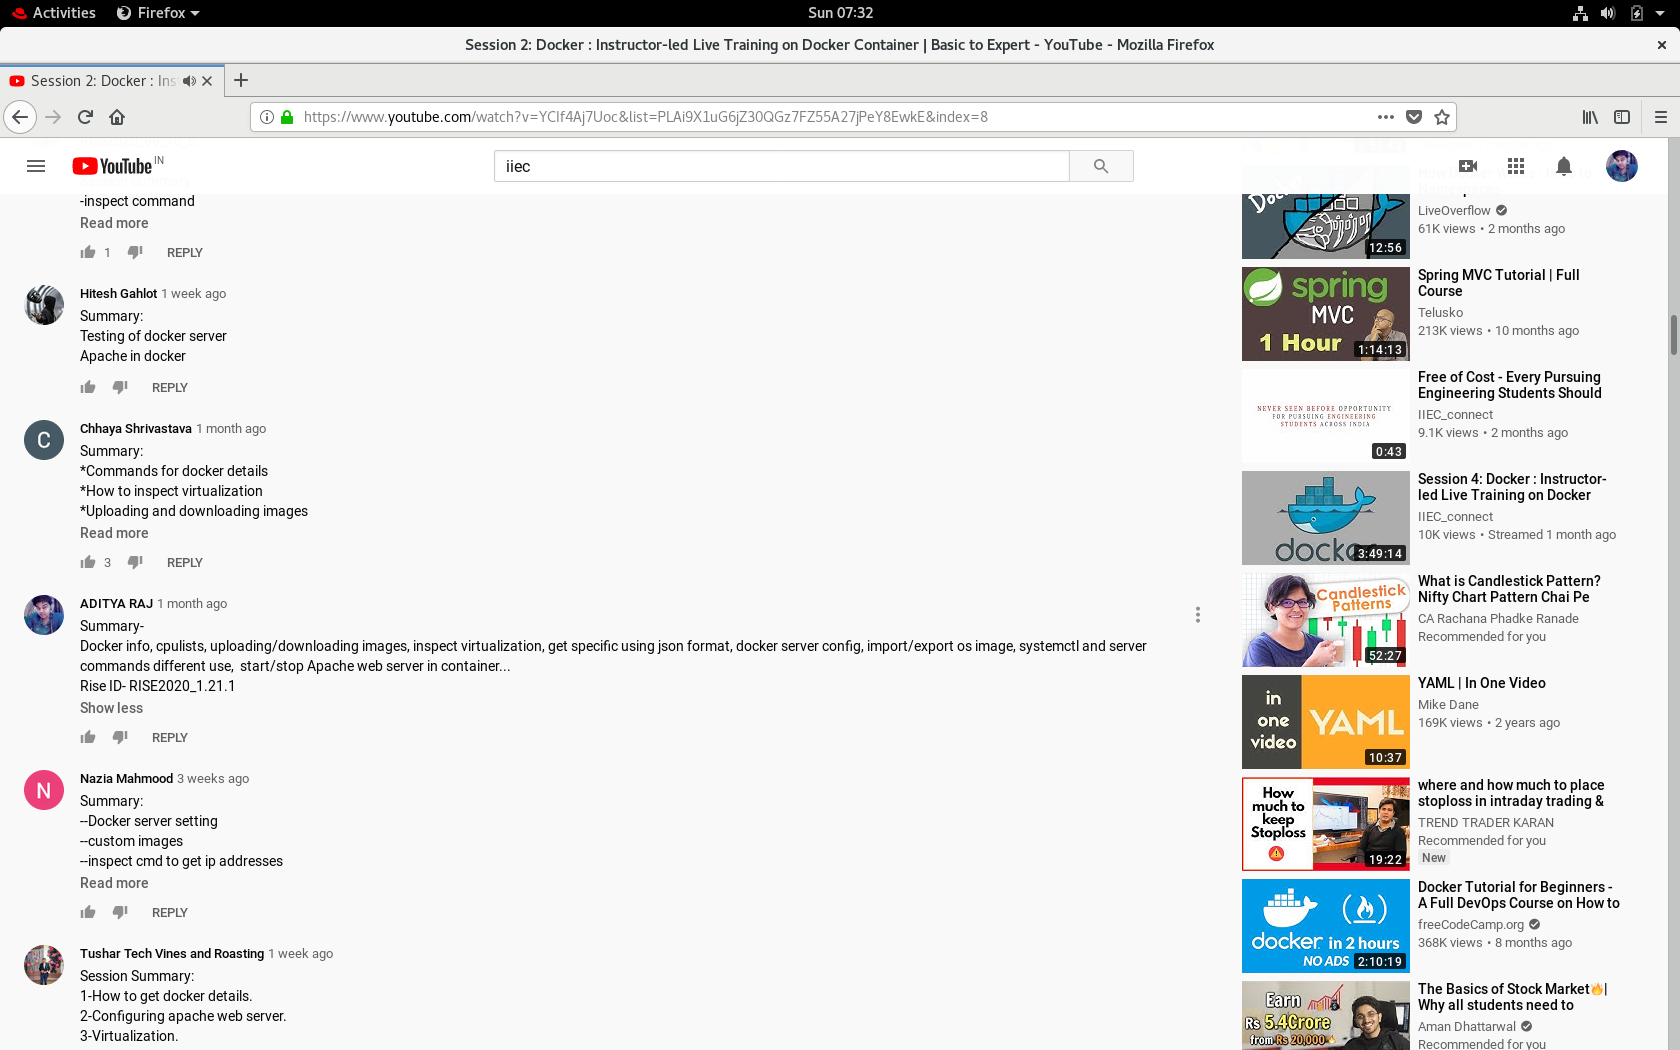 Activities
Firefox
Sun 07:32
Session 2: Docker : Instructor-led Live Training on Docker Container | Basic to Expert - YouTube - Mozilla Firefox
Session 2: Docker : Ins
https://www.youtube.com/watch?v=YCIf4Aj7Uoc&list=PLAi9X1uG6jZ30QGz7FZ55A27jPeY8EwkE&index=8
YouTube IN
iiec
-inspect command
Read more
1 REPLY
Hitesh Gahlot 1 week ago
Summary:
Testing of docker server
Apache in docker
REPLY
C
Chhaya Shrivastava 1 month ago
Summary:
*Commands for docker details
*How to inspect virtualization
*Uploading and downloading images
Read more
3 REPLY
ADITYA RAJ 1 month ago
Summary-
Docker info, cpulists, uploading/downloading images, inspect virtualization, get specific using json format, docker server config, import/export os image, systemctl and server
commands different use,  start/stop Apache web server in container...
Rise ID- RISE2020_1.21.1
Show less
REPLY
N
Nazia Mahmood 3 weeks ago
Summary:
--Docker server setting
--custom images
--inspect cmd to get ip addresses
Read more
REPLY
Tushar Tech Vines and Roasting 1 week ago
Session Summary:
1-How to get docker details.
2-Configuring apache web server.
3-Virtualization.
12:56
LiveOverflow
61K views • 2 months ago
spring
MVC
1 Hour
1:14:13
Spring MVC Tutorial | Full
Course
Telusko
213K views • 10 months ago
NEVER SEEN BEFORE OPPORTUNITY
FOR PURSUING ENGINEERING
STUDENTS ACROSS INDIA
0:43
Free of Cost - Every Pursuing
Engineering Students Should
IIEC_connect
9.1K views • 2 months ago
docker
3:49:14
Session 4: Docker : Instructor-
led Live Training on Docker
IIEC_connect
10K views • Streamed 1 month ago
Candlestick
Patterns
52:27
What is Candlestick Pattern?
Nifty Chart Pattern Chai Pe
CA Rachana Phadke Ranade
Recommended for you
in
one
video
YAML
10:37
YAML | In One Video
Mike Dane
169K views • 2 years ago
How
much to
keep
Stoploss
19:22
where and how much to place
stoploss in intraday trading &
TREND TRADER KARAN
Recommended for you
New
docker in 2 hours
NO ADS
2:10:19
Docker Tutorial for Beginners -
A Full DevOps Course on How to
freeCodeCamp.org
368K views • 8 months ago
Earn
Rs 5.4Crore
from Rs 20,000
The Basics of Stock Market🔥|
Why all students need to
Aman Dhattarwal
Recommended for you